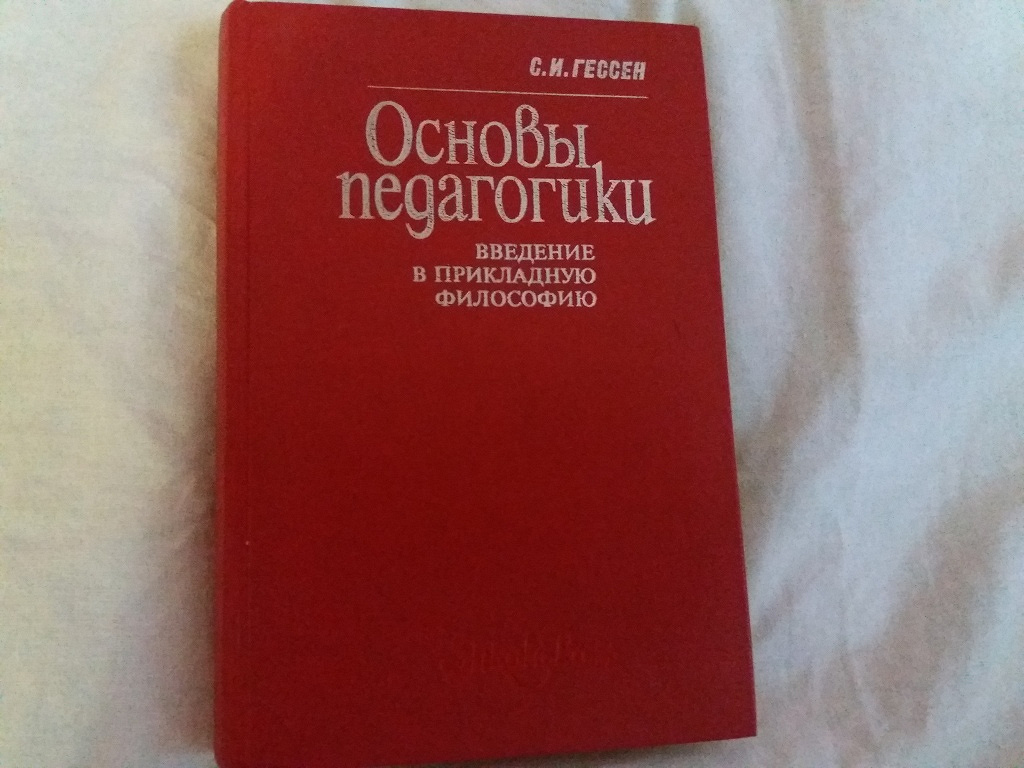 С.И.ГЕССЕН
Основы
педагогики
ВВЕДЕНИЕ
В ПРИКЛАДНУЮ
ФИЛОСОФИЮ